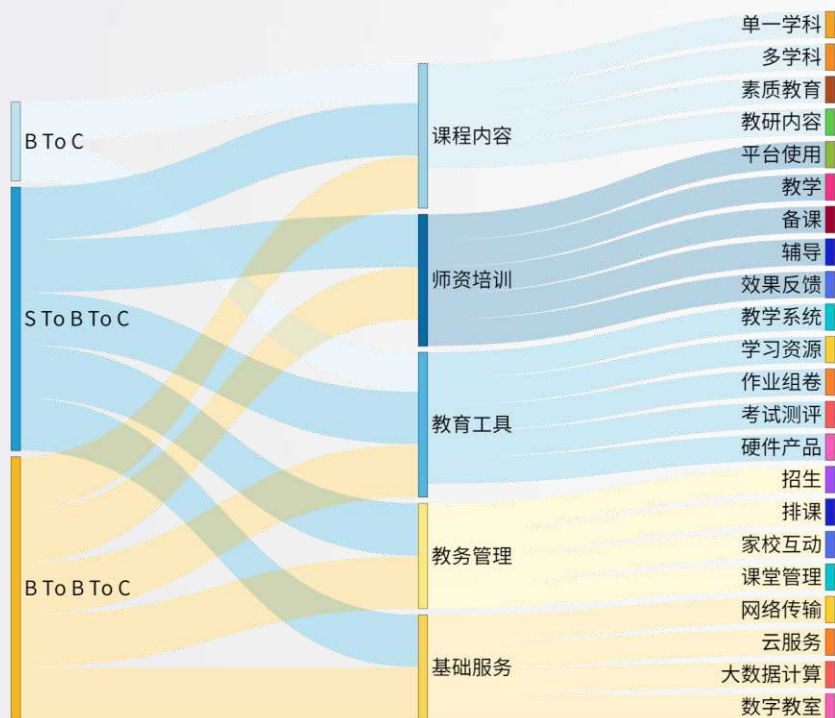 B To C
S To B To C
B To B To C
课程内容
师资培训
教育工具
教务管理
基础服务
单一学科
多学科
素质教育
教研内容
平台使用
教学
备课
辅导
效果反馈
教学系统
学习资源
作业组卷
考试测评
硬件产品
招生
排课
家校互动
课堂管理
网络传输
云服务
大数据计算
数字教室